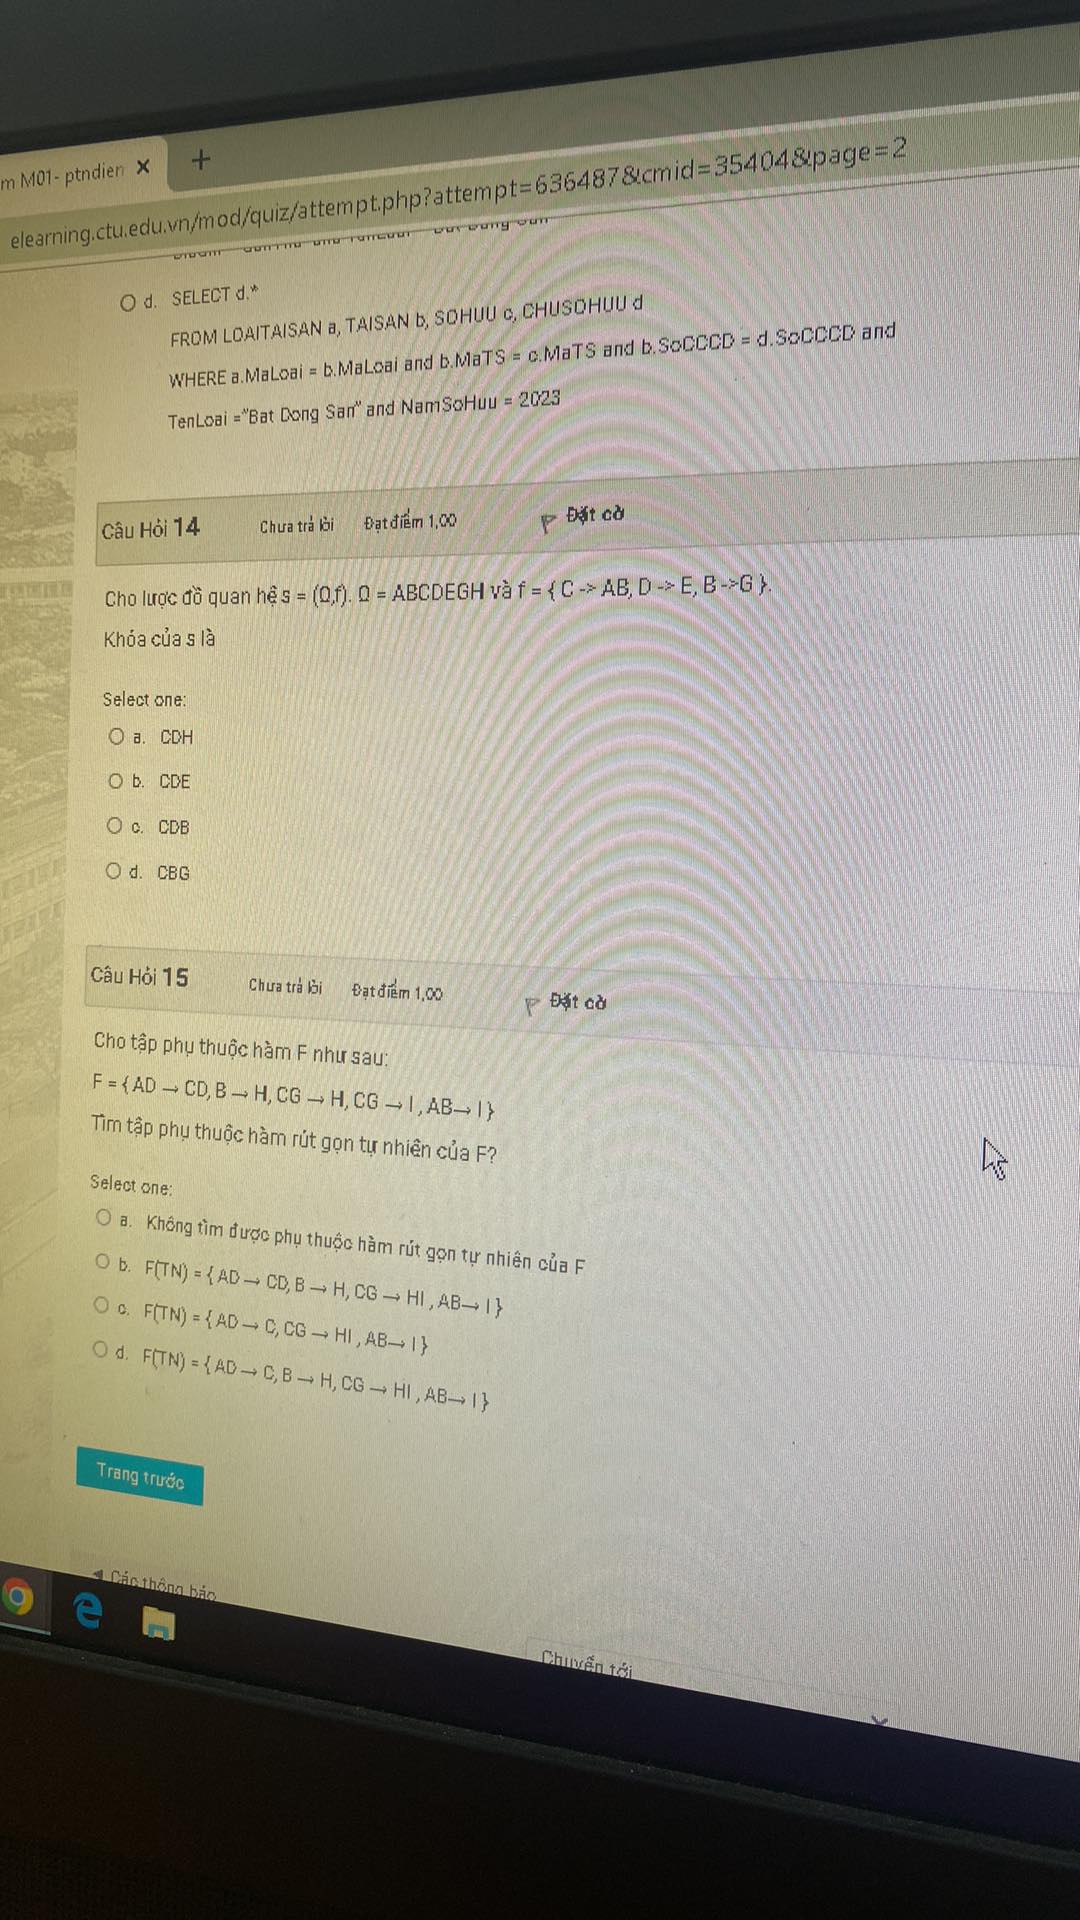 m M01- ptndien × +
elearning.ctu.edu.vn/mod/quiz/attempt.php?attempt=636487&cmid=35404&page=2
d. SELECT d.*
FROM LOAITAISAN a, TAISAN b, SOHUU c, CHUSOHUU d
WHERE a.MaLoai = b.MaLoai and b.MaTS = c.MaTS and b.SoCCCD = d.SoCCCD and
TenLoai ="Bat Dong San" and NamSoHuu = 2023
Câu Hỏi 14 Chưa trả lời Đạt điểm 1,00 Đặt cờ
Cho lược đồ quan hệ s = (Ω,f). Ω = ABCDEGH và f = { C -> AB, D -> E, B ->G }.
Khóa của s là
Select one:
a. CDH
b. CDE
c. CDB
d. CBG
Câu Hỏi 15 Chưa trả lời Đạt điểm 1,00 Đặt cờ
Cho tập phụ thuộc hàm F như sau:
F = { AD → CD, B → H, CG → H, CG → I , AB→ I }
Tìm tập phụ thuộc hàm rút gọn tự nhiên của F?
Select one:
a. Không tìm được phụ thuộc hàm rút gọn tự nhiên của F
b. F(TN) = { AD → CD, B → H, CG → HI , AB→ I }
c. F(TN) = { AD → C, CG → HI , AB→ I }
d. F(TN) = { AD → C, B → H, CG → HI , AB→ I }
Trang trước
◄ Các thông báo
Chuyển tới